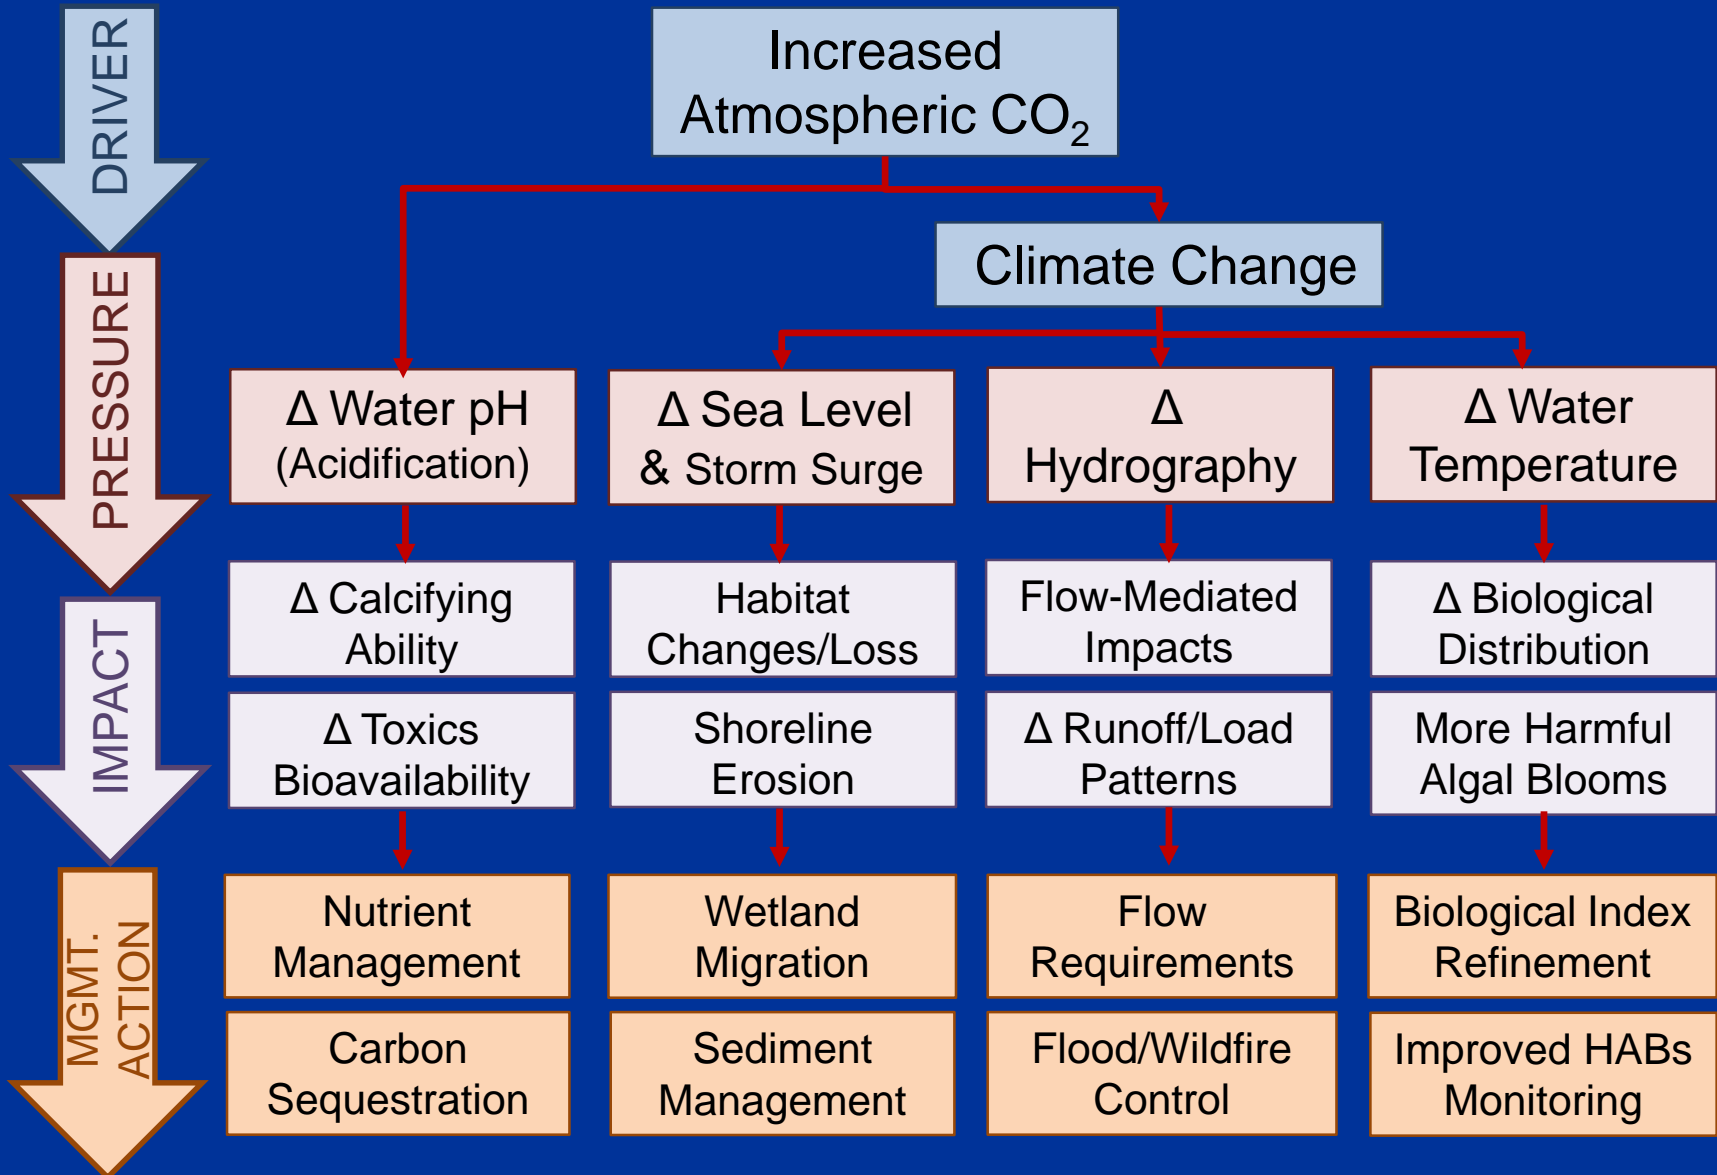 DRIVER
Increased
Atmospheric CO₂
Climate Change
PRESSURE
Δ Water pH
(Acidification)
Δ Sea Level
& Storm Surge
Δ
Hydrography
Δ Water
Temperature
IMPACT
Δ Calcifying
Ability
Habitat
Changes/Loss
Flow-Mediated
Impacts
Δ Biological
Distribution
Δ Toxics
Bioavailability
Shoreline
Erosion
Δ Runoff/Load
Patterns
More Harmful
Algal Blooms
MGMT.
ACTION
Nutrient
Management
Wetland
Migration
Flow
Requirements
Biological Index
Refinement
Carbon
Sequestration
Sediment
Management
Flood/Wildfire
Control
Improved HABs
Monitoring